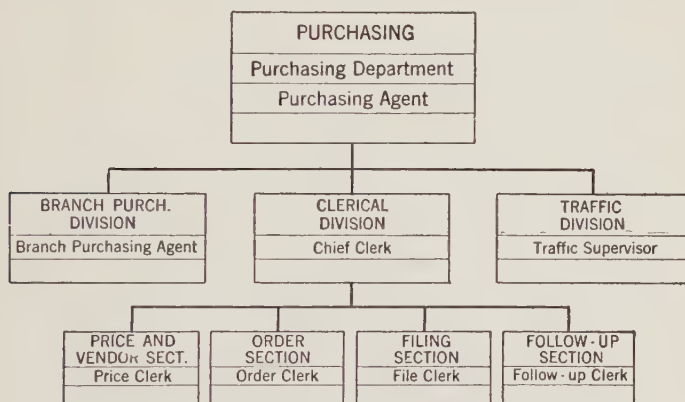 PURCHASING
Purchasing Department
Purchasing Agent
BRANCH PURCH.
DIVISION
Branch Purchasing Agent
CLERICAL
DIVISION
Chief Clerk
TRAFFIC
DIVISION
Traffic Supervisor
PRICE AND
VENDOR SECT.
Price Clerk
ORDER
SECTION
Order Clerk
FILING
SECTION
File Clerk
FOLLOW-UP
SECTION
Follow-up Clerk